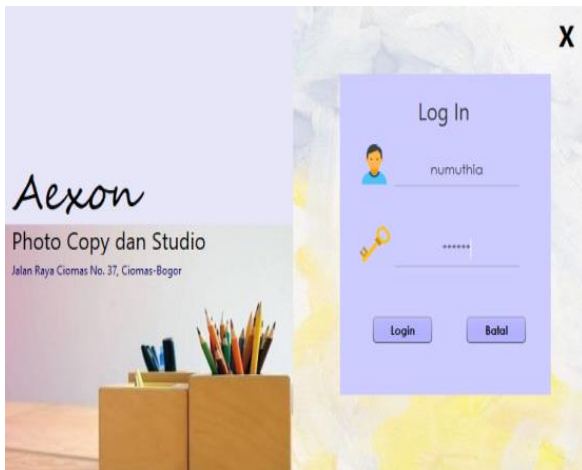 Aexon
Photo Copy dan Studio
Jalan Raya Ciomas No. 37, Ciomas-Bogor
X
Log In
numuthia
••••••
Login
Batal